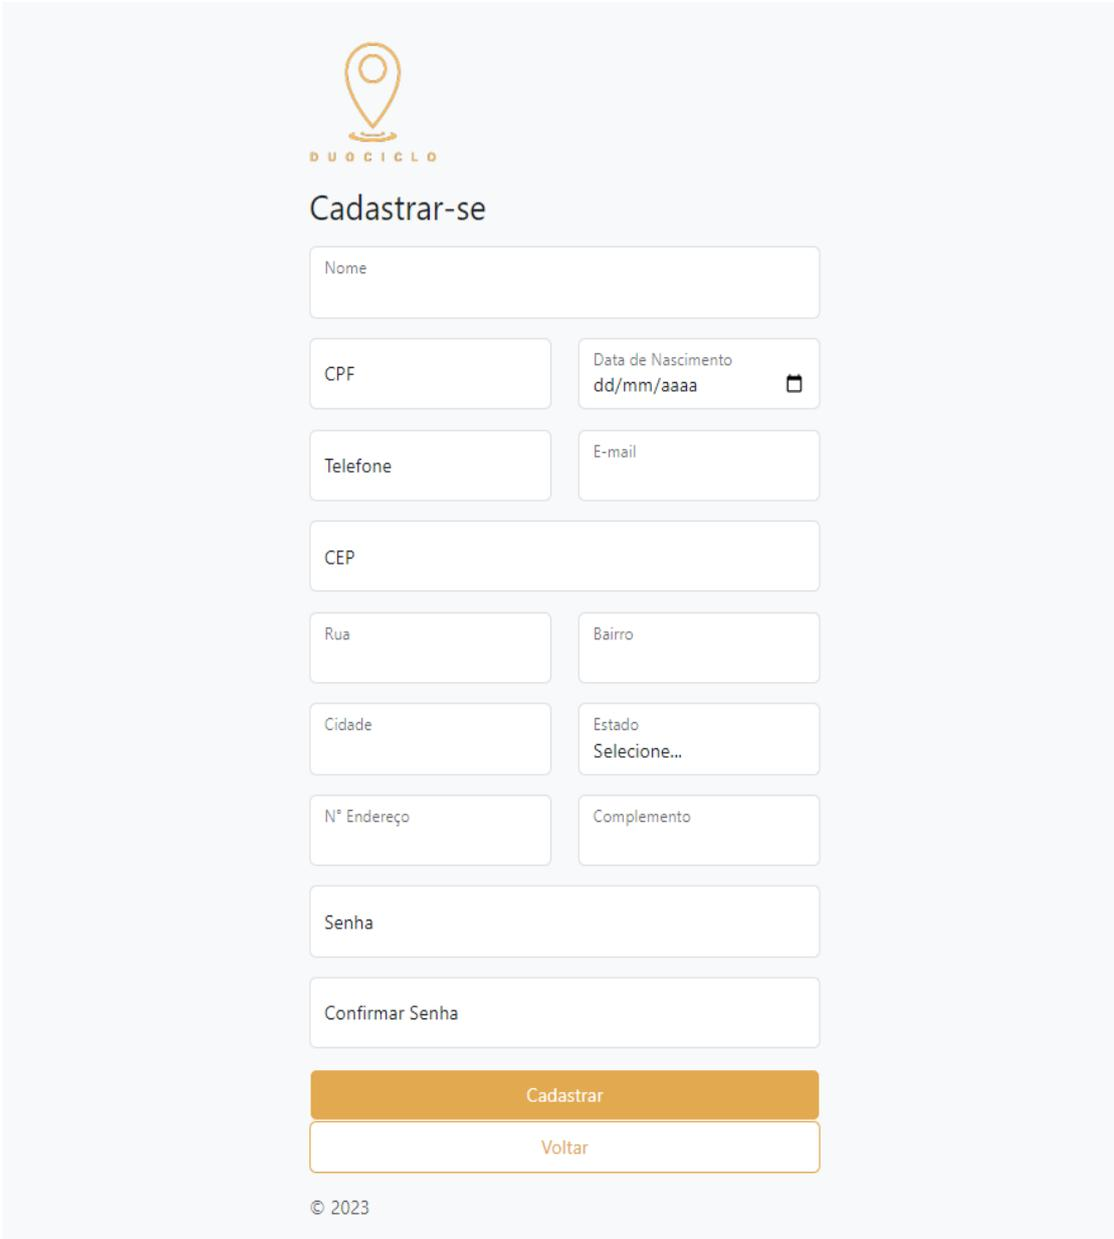 DUOCICLO
Cadastrar-se
Nome
CPF
Data de Nascimento
dd/mm/aaaa
Telefone
E-mail
CEP
Rua
Bairro
Cidade
Estado
Selecione...
N° Endereço
Complemento
Senha
Confirmar Senha
Cadastrar
Voltar
© 2023